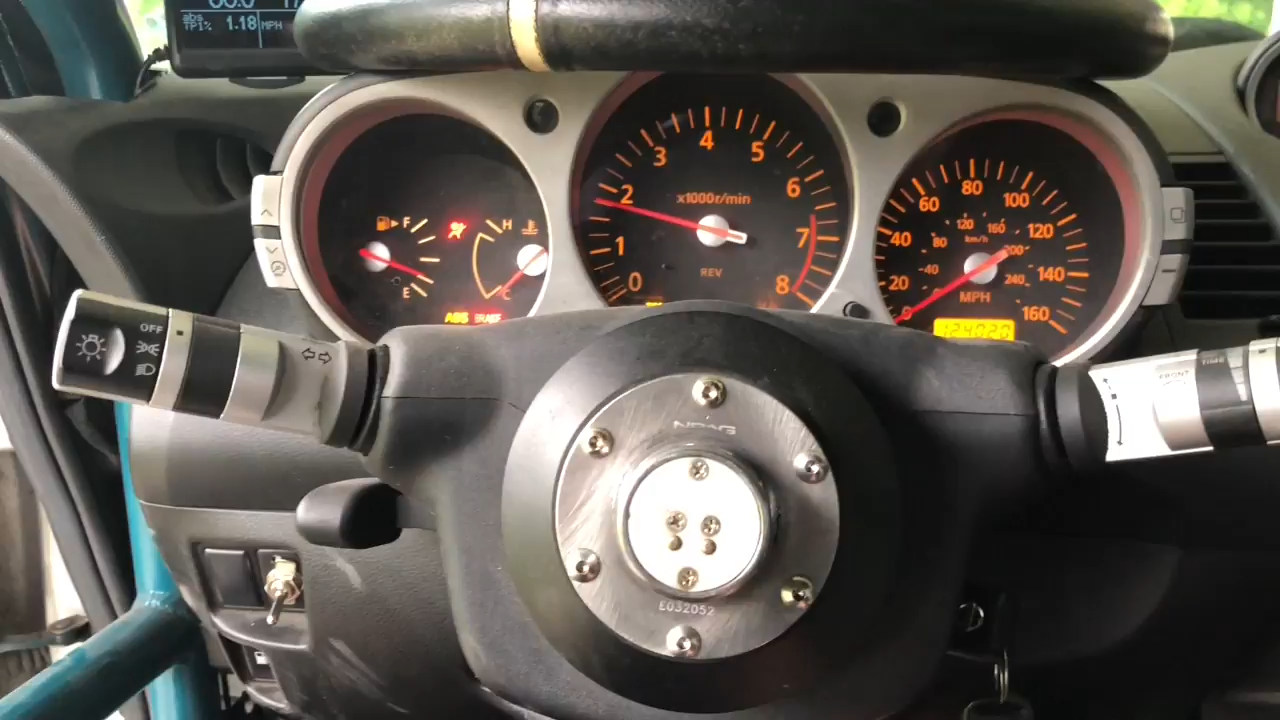 abs
TP1% 1.18 MPH
F
E
H
C
ABS BRAKE
0 1 2 3 4 5 6 7 8
x1000r/min
REV
20 40 60 80 100 120 140 160
40 80 120 160 200 240
km/h
MPH
124020
OFF
NRG
E032052
FRONT